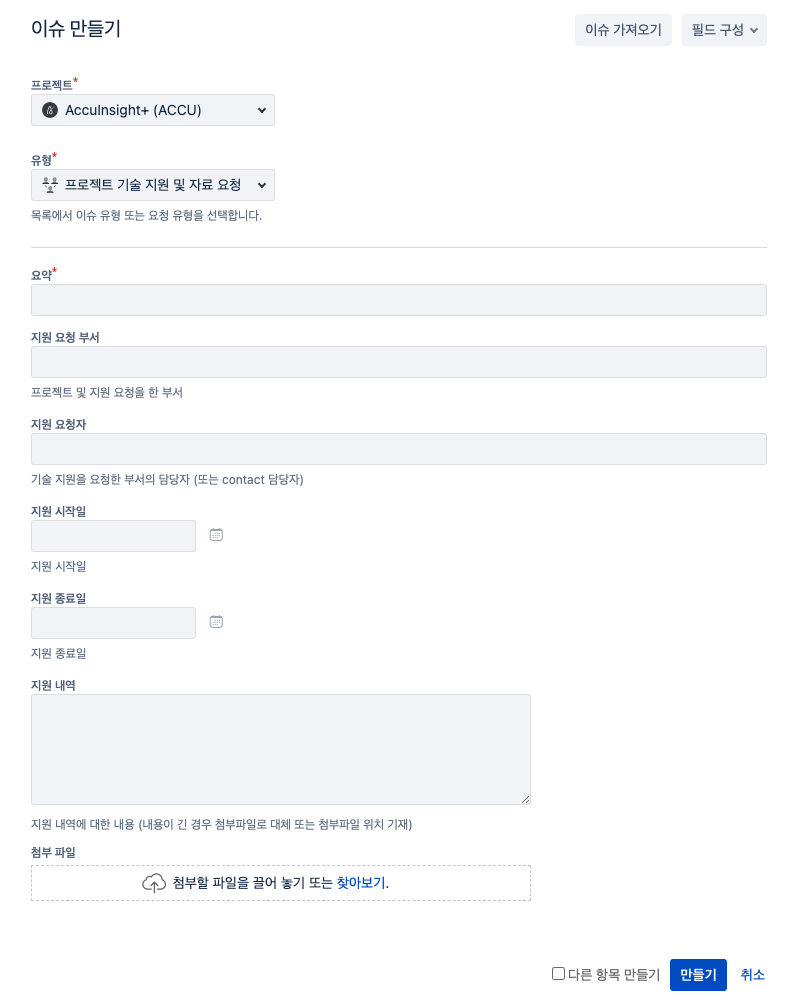 이슈 만들기
이슈 가져오기
필드 구성
프로젝트*
AccuInsight+ (ACCU)
유형*
프로젝트 기술 지원 및 자료 요청
목록에서 이슈 유형 또는 요청 유형을 선택합니다.
요약*
지원 요청 부서
프로젝트 및 지원 요청을 한 부서
지원 요청자
기술 지원을 요청한 부서의 담당자 (또는 contact 담당자)
지원 시작일
지원 시작일
지원 종료일
지원 종료일
지원 내역
지원 내역에 대한 내용 (내용이 긴 경우 첨부파일로 대체 또는 첨부파일 위치 기재)
첨부 파일
첨부할 파일을 끌어 놓기 또는 찾아보기.
다른 항목 만들기
만들기
취소